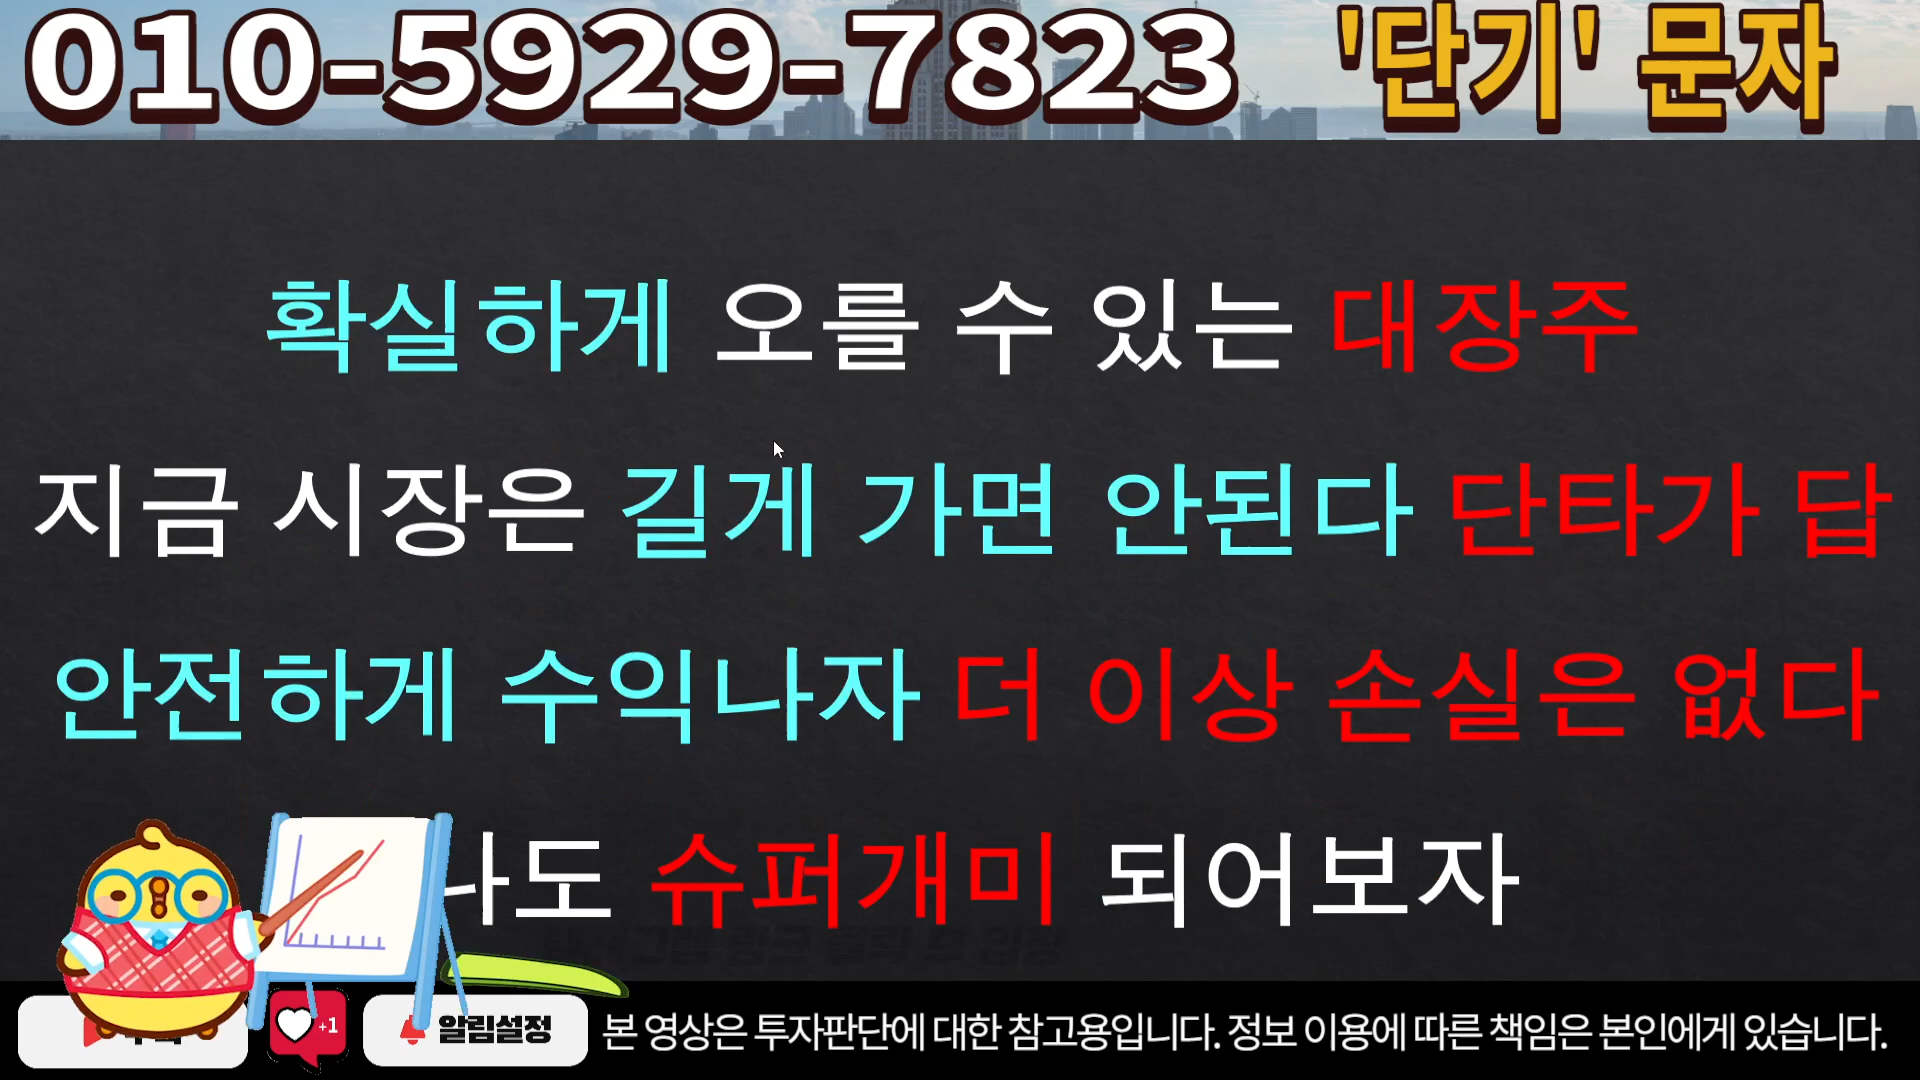 010-5929-7823 '단기' 문자
확실하게 오를 수 있는 대장주
지금 시장은 길게 가면 안된다 단타가 답
안전하게 수익나자 더 이상 손실은 없다
슈퍼개미 되어보자
+1 알림설정 본 영상은 투자판단에 대한 참고용입니다. 정보 이용에 따른 책임은 본인에게 있습니다.